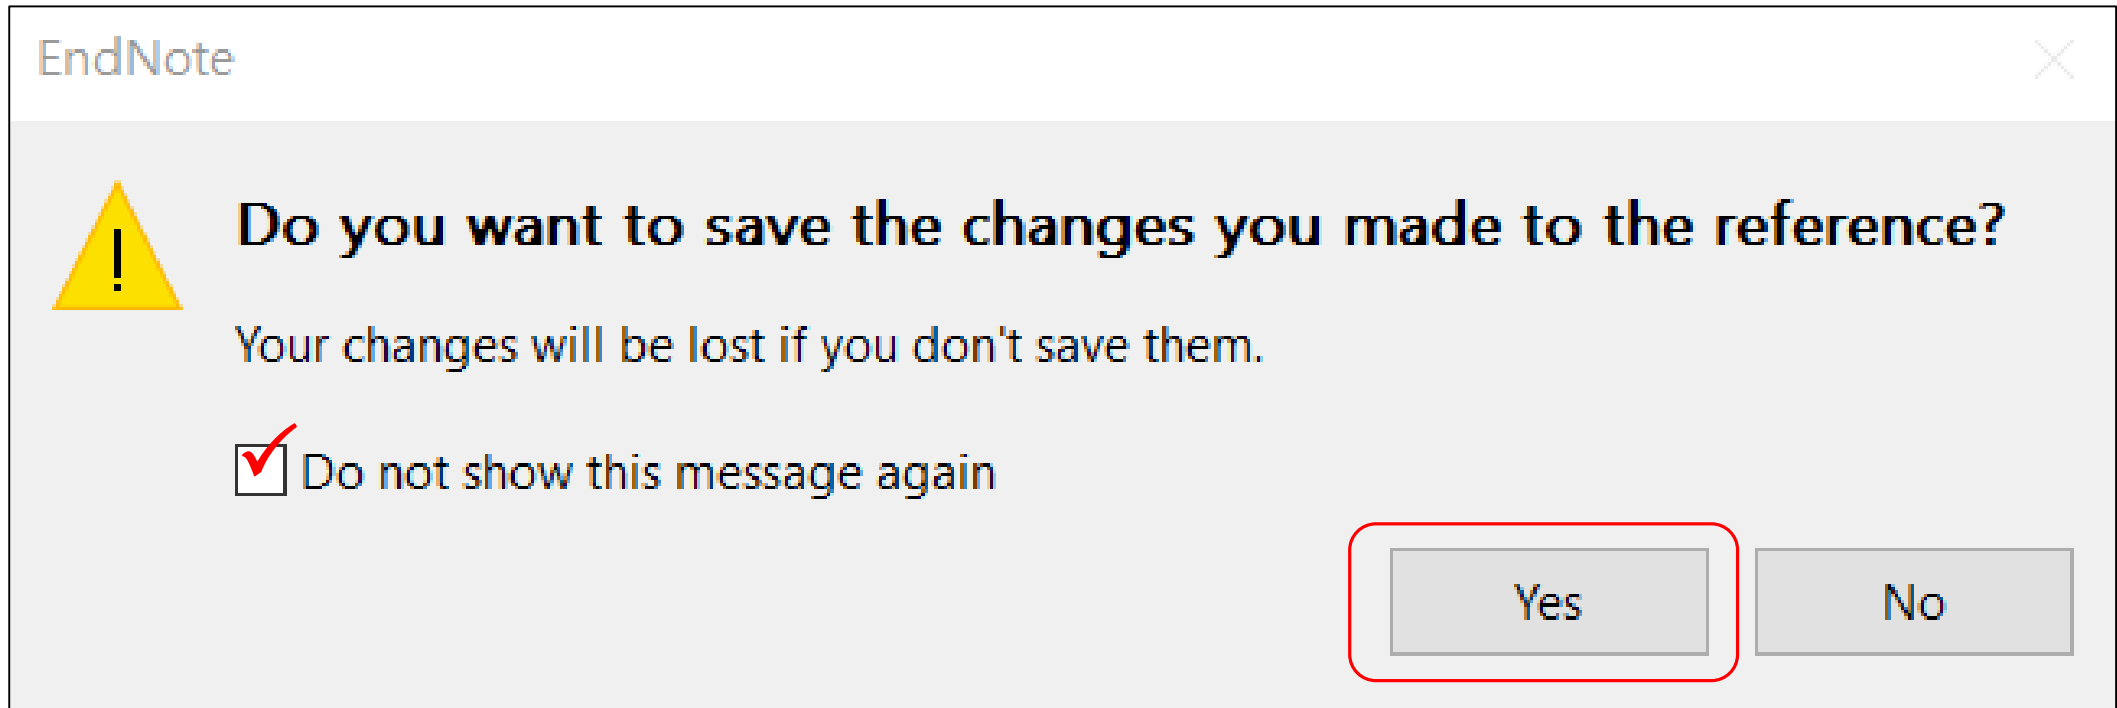 EndNote
Do you want to save the changes you made to the reference?
Your changes will be lost if you don't save them.
Do not show this message again
Yes No